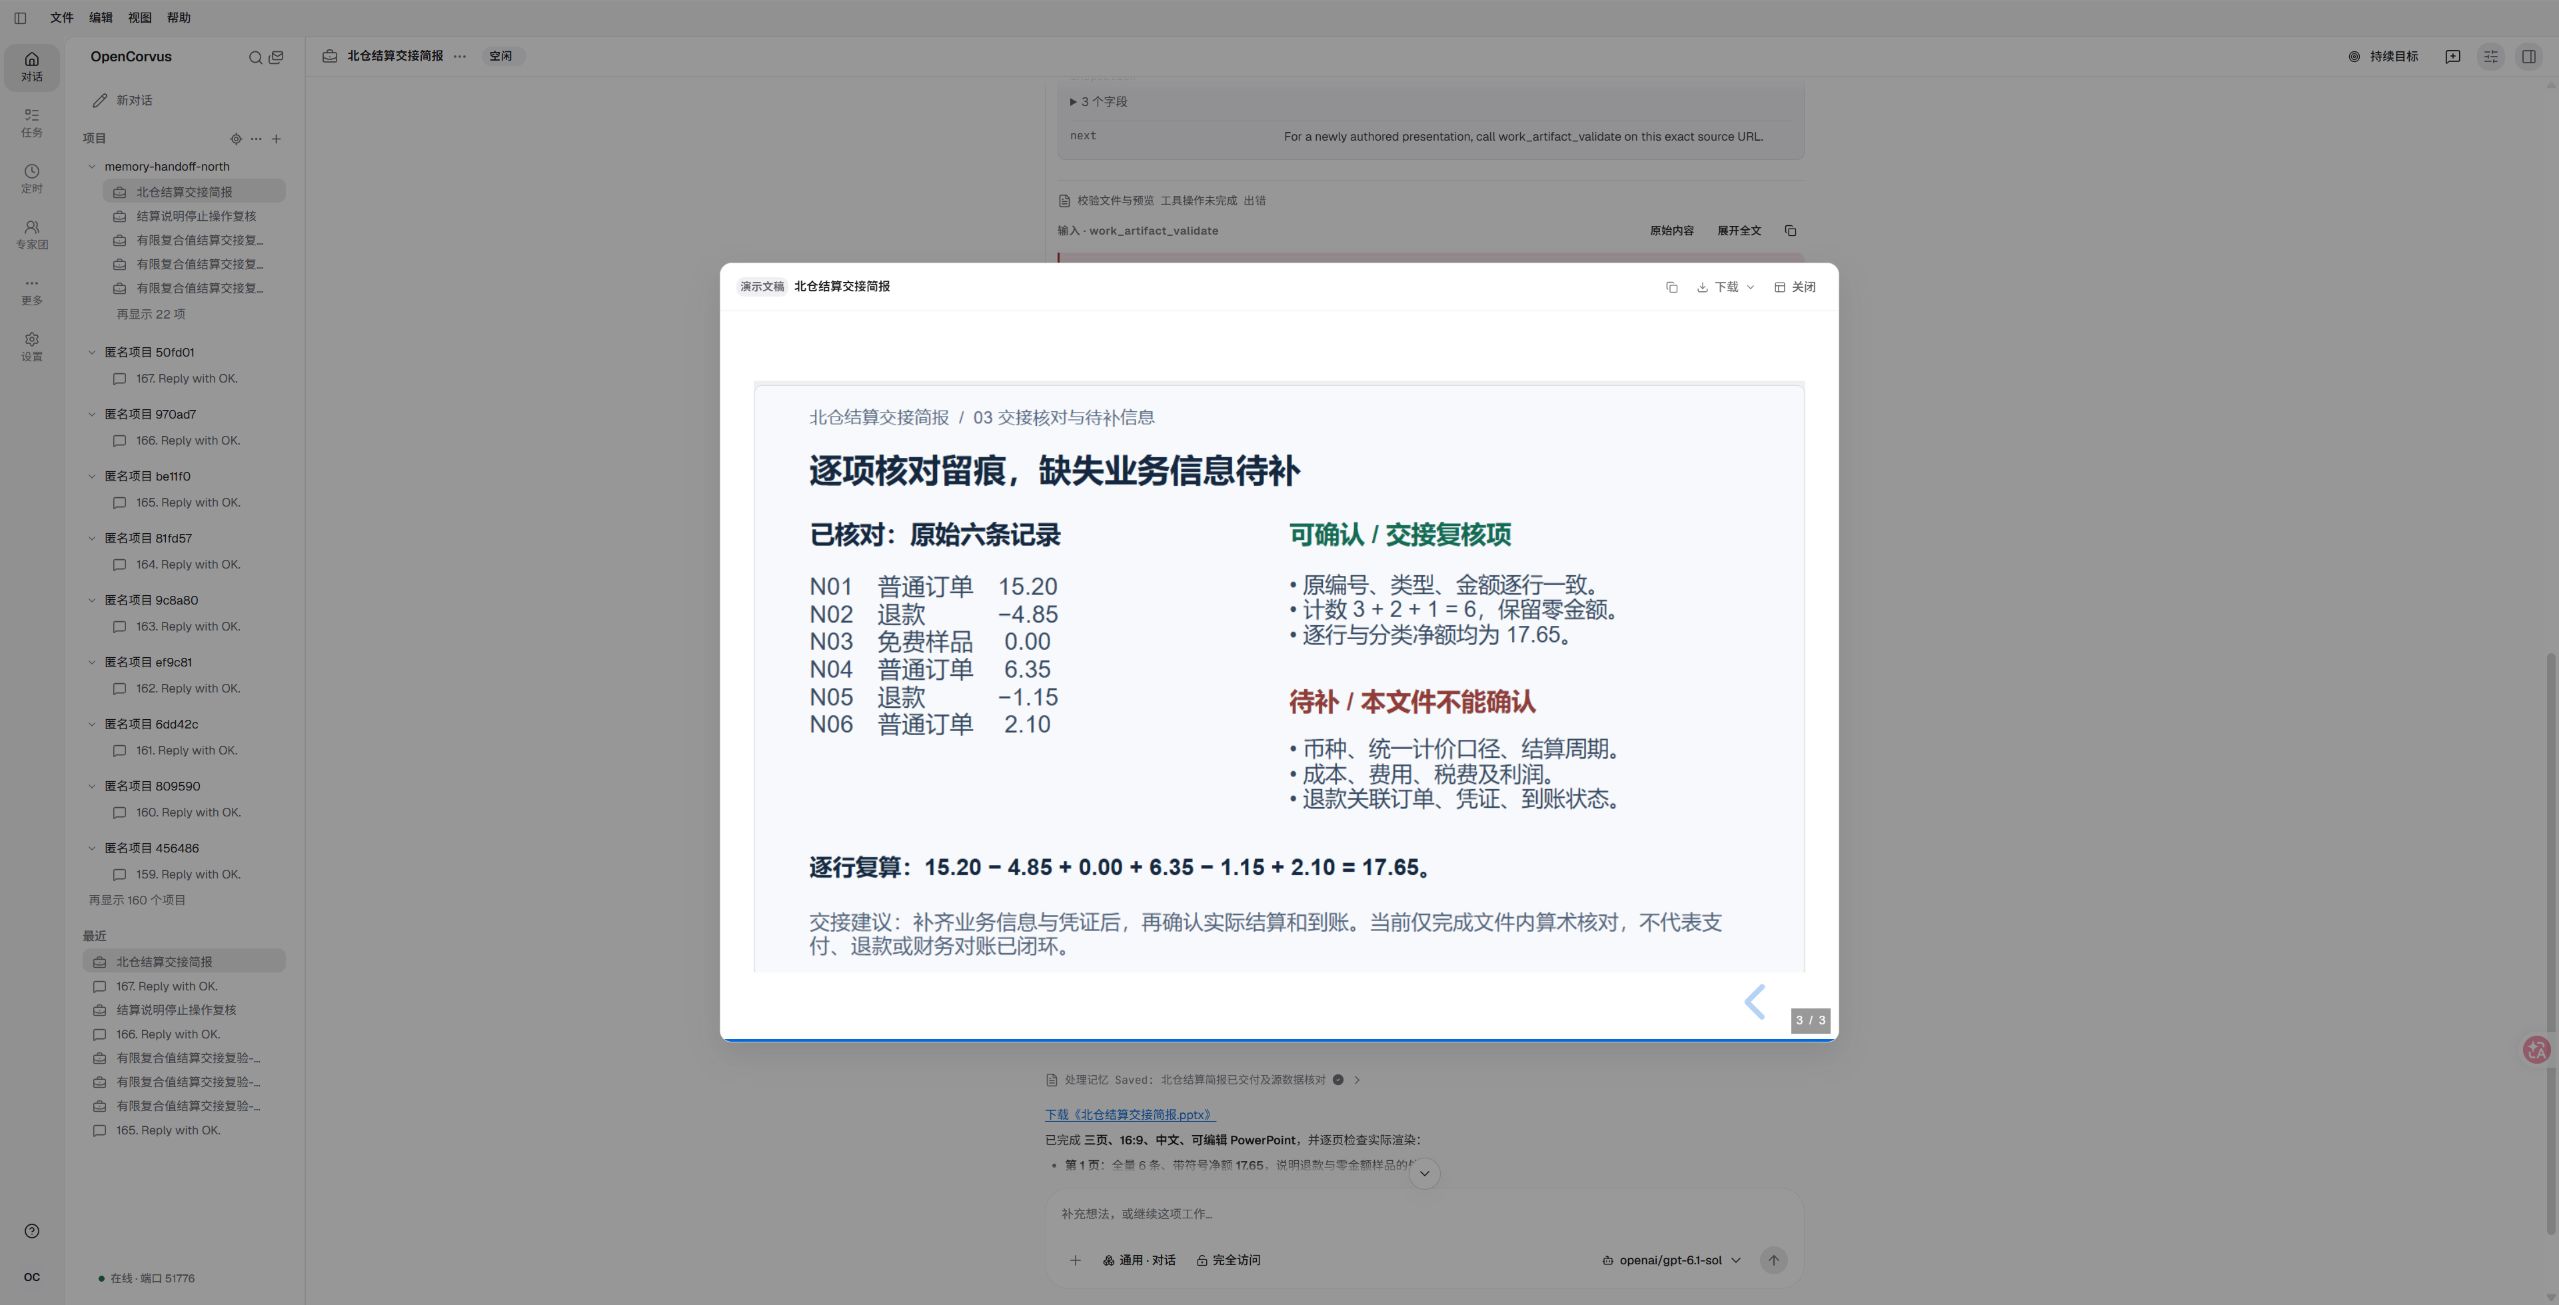 文件 编辑 视图 帮助
对话
任务
定时
专家团
更多
设置
OC
OpenCorvus
新对话
项目
memory-handoff-north
北仓结算交接简报
结算说明停止操作复核
有限复合值结算交接复...
有限复合值结算交接复...
有限复合值结算交接复...
再显示 22 项
匿名项目 50fd01
167. Reply with OK.
匿名项目 970ad7
166. Reply with OK.
匿名项目 be11f0
165. Reply with OK.
匿名项目 81fd57
164. Reply with OK.
匿名项目 9c8a80
163. Reply with OK.
匿名项目 ef9c81
162. Reply with OK.
匿名项目 6dd42c
161. Reply with OK.
匿名项目 809590
160. Reply with OK.
匿名项目 456486
159. Reply with OK.
再显示 160 个项目
最近
北仓结算交接简报
167. Reply with OK.
结算说明停止操作复核
166. Reply with OK.
有限复合值结算交接复验-...
有限复合值结算交接复验-...
有限复合值结算交接复验-...
165. Reply with OK.
在线 · 端口 51776
北仓结算交接简报 ··· 空闲
持续目标
▶ 3 个字段
next For a newly authored presentation, call work_artifact_validate on this exact source URL.
校验文件与预览 工具操作未完成 出错
输入 · work_artifact_validate 原始内容 展开全文
演示文稿 北仓结算交接简报 下载 关闭
北仓结算交接简报 / 03 交接核对与待补信息
逐项核对留痕，缺失业务信息待补
已核对：原始六条记录
N01 普通订单 15.20
N02 退款 −4.85
N03 免费样品 0.00
N04 普通订单 6.35
N05 退款 −1.15
N06 普通订单 2.10
可确认 / 交接复核项
• 原编号、类型、金额逐行一致。
• 计数 3 + 2 + 1 = 6，保留零金额。
• 逐行与分类净额均为 17.65。
待补 / 本文件不能确认
• 币种、统一计价口径、结算周期。
• 成本、费用、税费及利润。
• 退款关联订单、凭证、到账状态。
逐行复算：15.20 − 4.85 + 0.00 + 6.35 − 1.15 + 2.10 = 17.65。
交接建议：补齐业务信息与凭证后，再确认实际结算和到账。当前仅完成文件内算术核对，不代表支
付、退款或财务对账已闭环。
3 / 3
处理记忆 Saved: 北仓结算简报已交付及源数据核对
下载《北仓结算交接简报.pptx》
已完成 三页、16:9、中文、可编辑 PowerPoint，并逐页检查实际渲染：
• 第 1 页：全量 6 条、带符号净额 17.65，说明退款与零金额样品的
补充想法，或继续这项工作...
通用 · 对话 完全访问 openai/gpt-6.1-sol